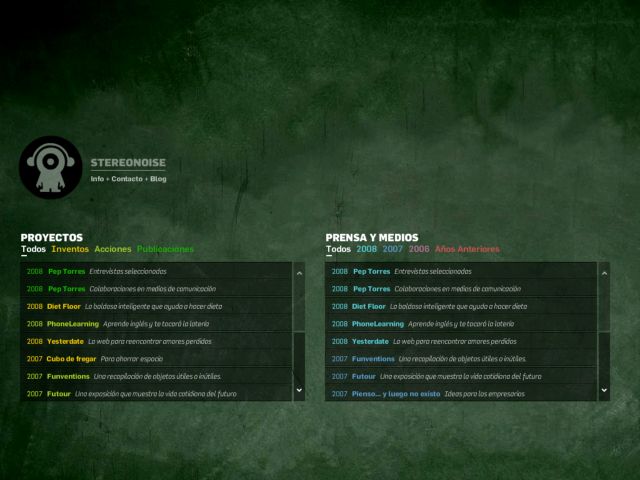 STEREONOISE
Info + Contacto + Blog
PROYECTOS
Todos Inventos Acciones Publicaciones
2008 Pep Torres Entrevistas seleccionadas
2008 Pep Torres Colaboraciones en medios de comunicación
2008 Diet Floor La baldosa inteligente que ayuda a hacer dieta
2008 PhoneLearning Aprende inglés y te tocará la lotería
2008 Yesterdate La web para reencontrar amores perdidos
2007 Cubo de fregar Para ahorrar espacio
2007 Funventions Una recopilación de objetos útiles o inútiles.
2007 Futour Una exposición que muestra la vida cotidiana del futuro
PRENSA Y MEDIOS
Todos 2008 2007 2006 Años Anteriores
2008 Pep Torres Entrevistas seleccionadas
2008 Pep Torres Colaboraciones en medios de comunicación
2008 Diet Floor La baldosa inteligente que ayuda a hacer dieta
2008 PhoneLearning Aprende inglés y te tocará la lotería
2008 Yesterdate La web para reencontrar amores perdidos
2007 Funventions Una recopilación de objetos útiles o inútiles.
2007 Futour Una exposición que muestra la vida cotidiana del futuro
2007 Pienso... y luego no existo Ideas para los empresarios